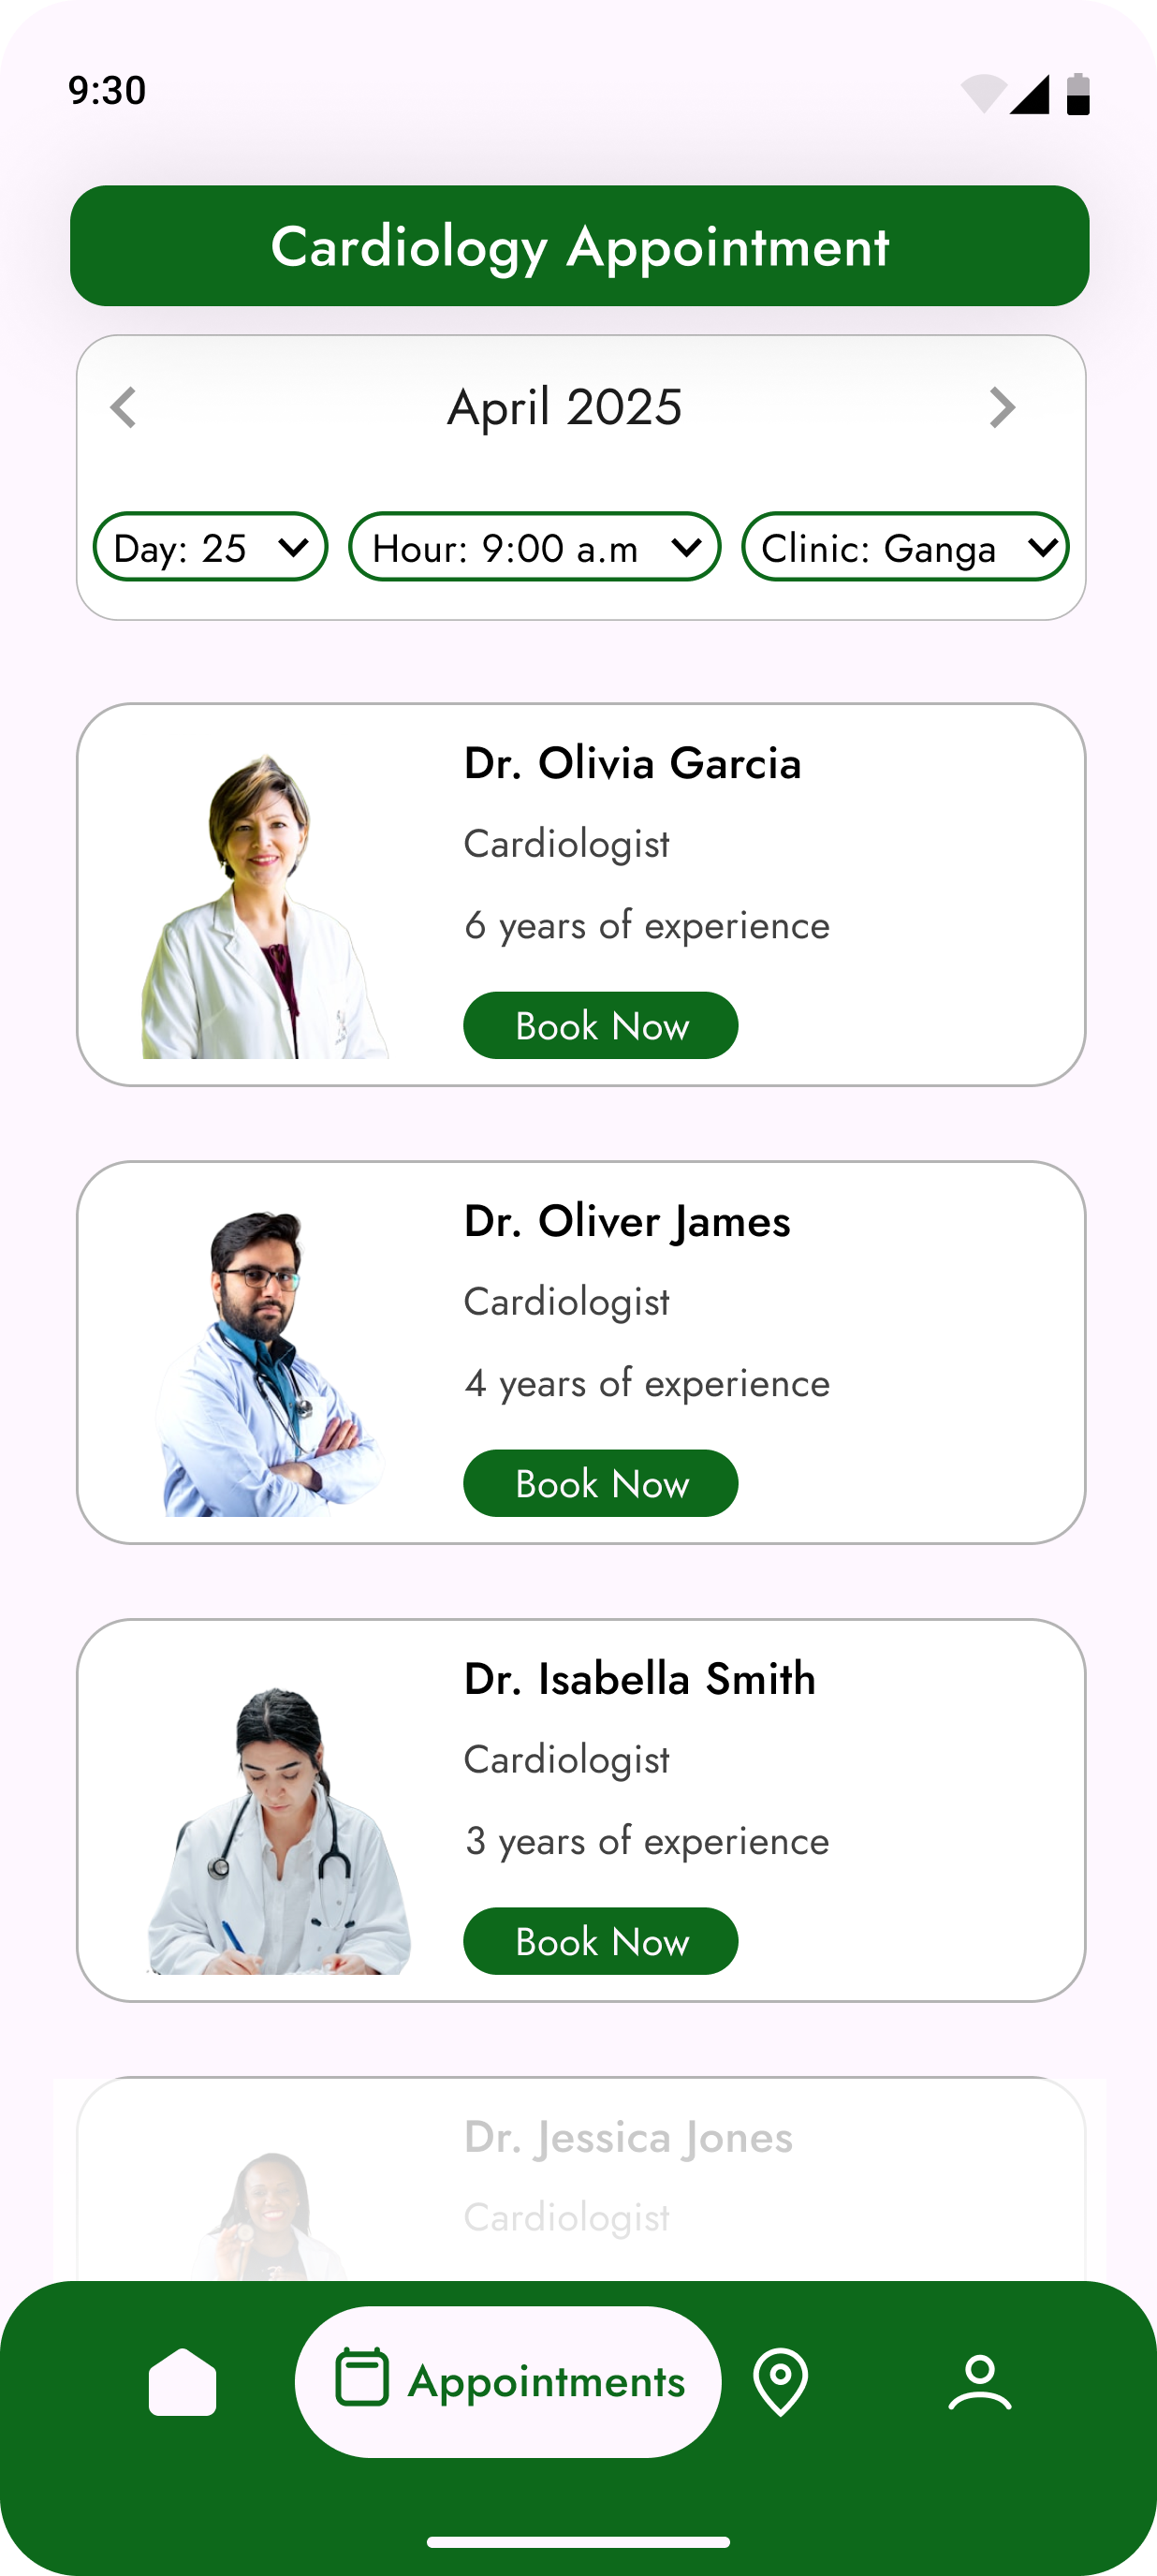 9:30
Cardiology Appointment
April 2025
Day: 25 Hour: 9:00 a.m Clinic: Ganga
Dr. Olivia Garcia
Cardiologist
6 years of experience
Book Now
Dr. Oliver James
Cardiologist
4 years of experience
Book Now
Dr. Isabella Smith
Cardiologist
3 years of experience
Book Now
Dr. Jessica Jones
Cardiologist
Appointments